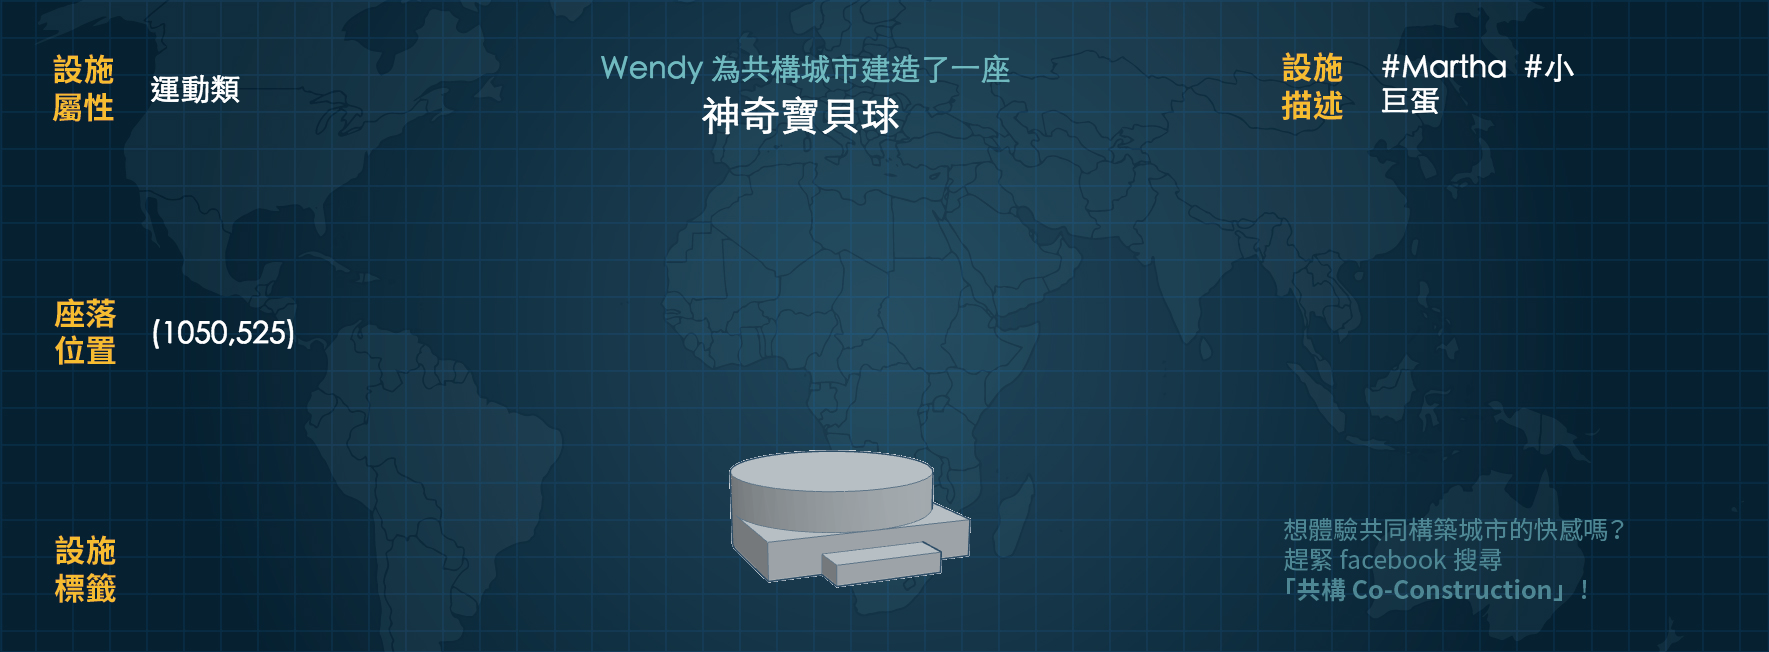 設施
屬性
運動類
Wendy 為共構城市建造了一座
神奇寶貝球
設施
描述
#Martha #小
巨蛋
座落
位置
(1050,525)
設施
標籤
想體驗共同構築城市的快感嗎?
趕緊 facebook 搜尋
「共構 Co-Construction」!